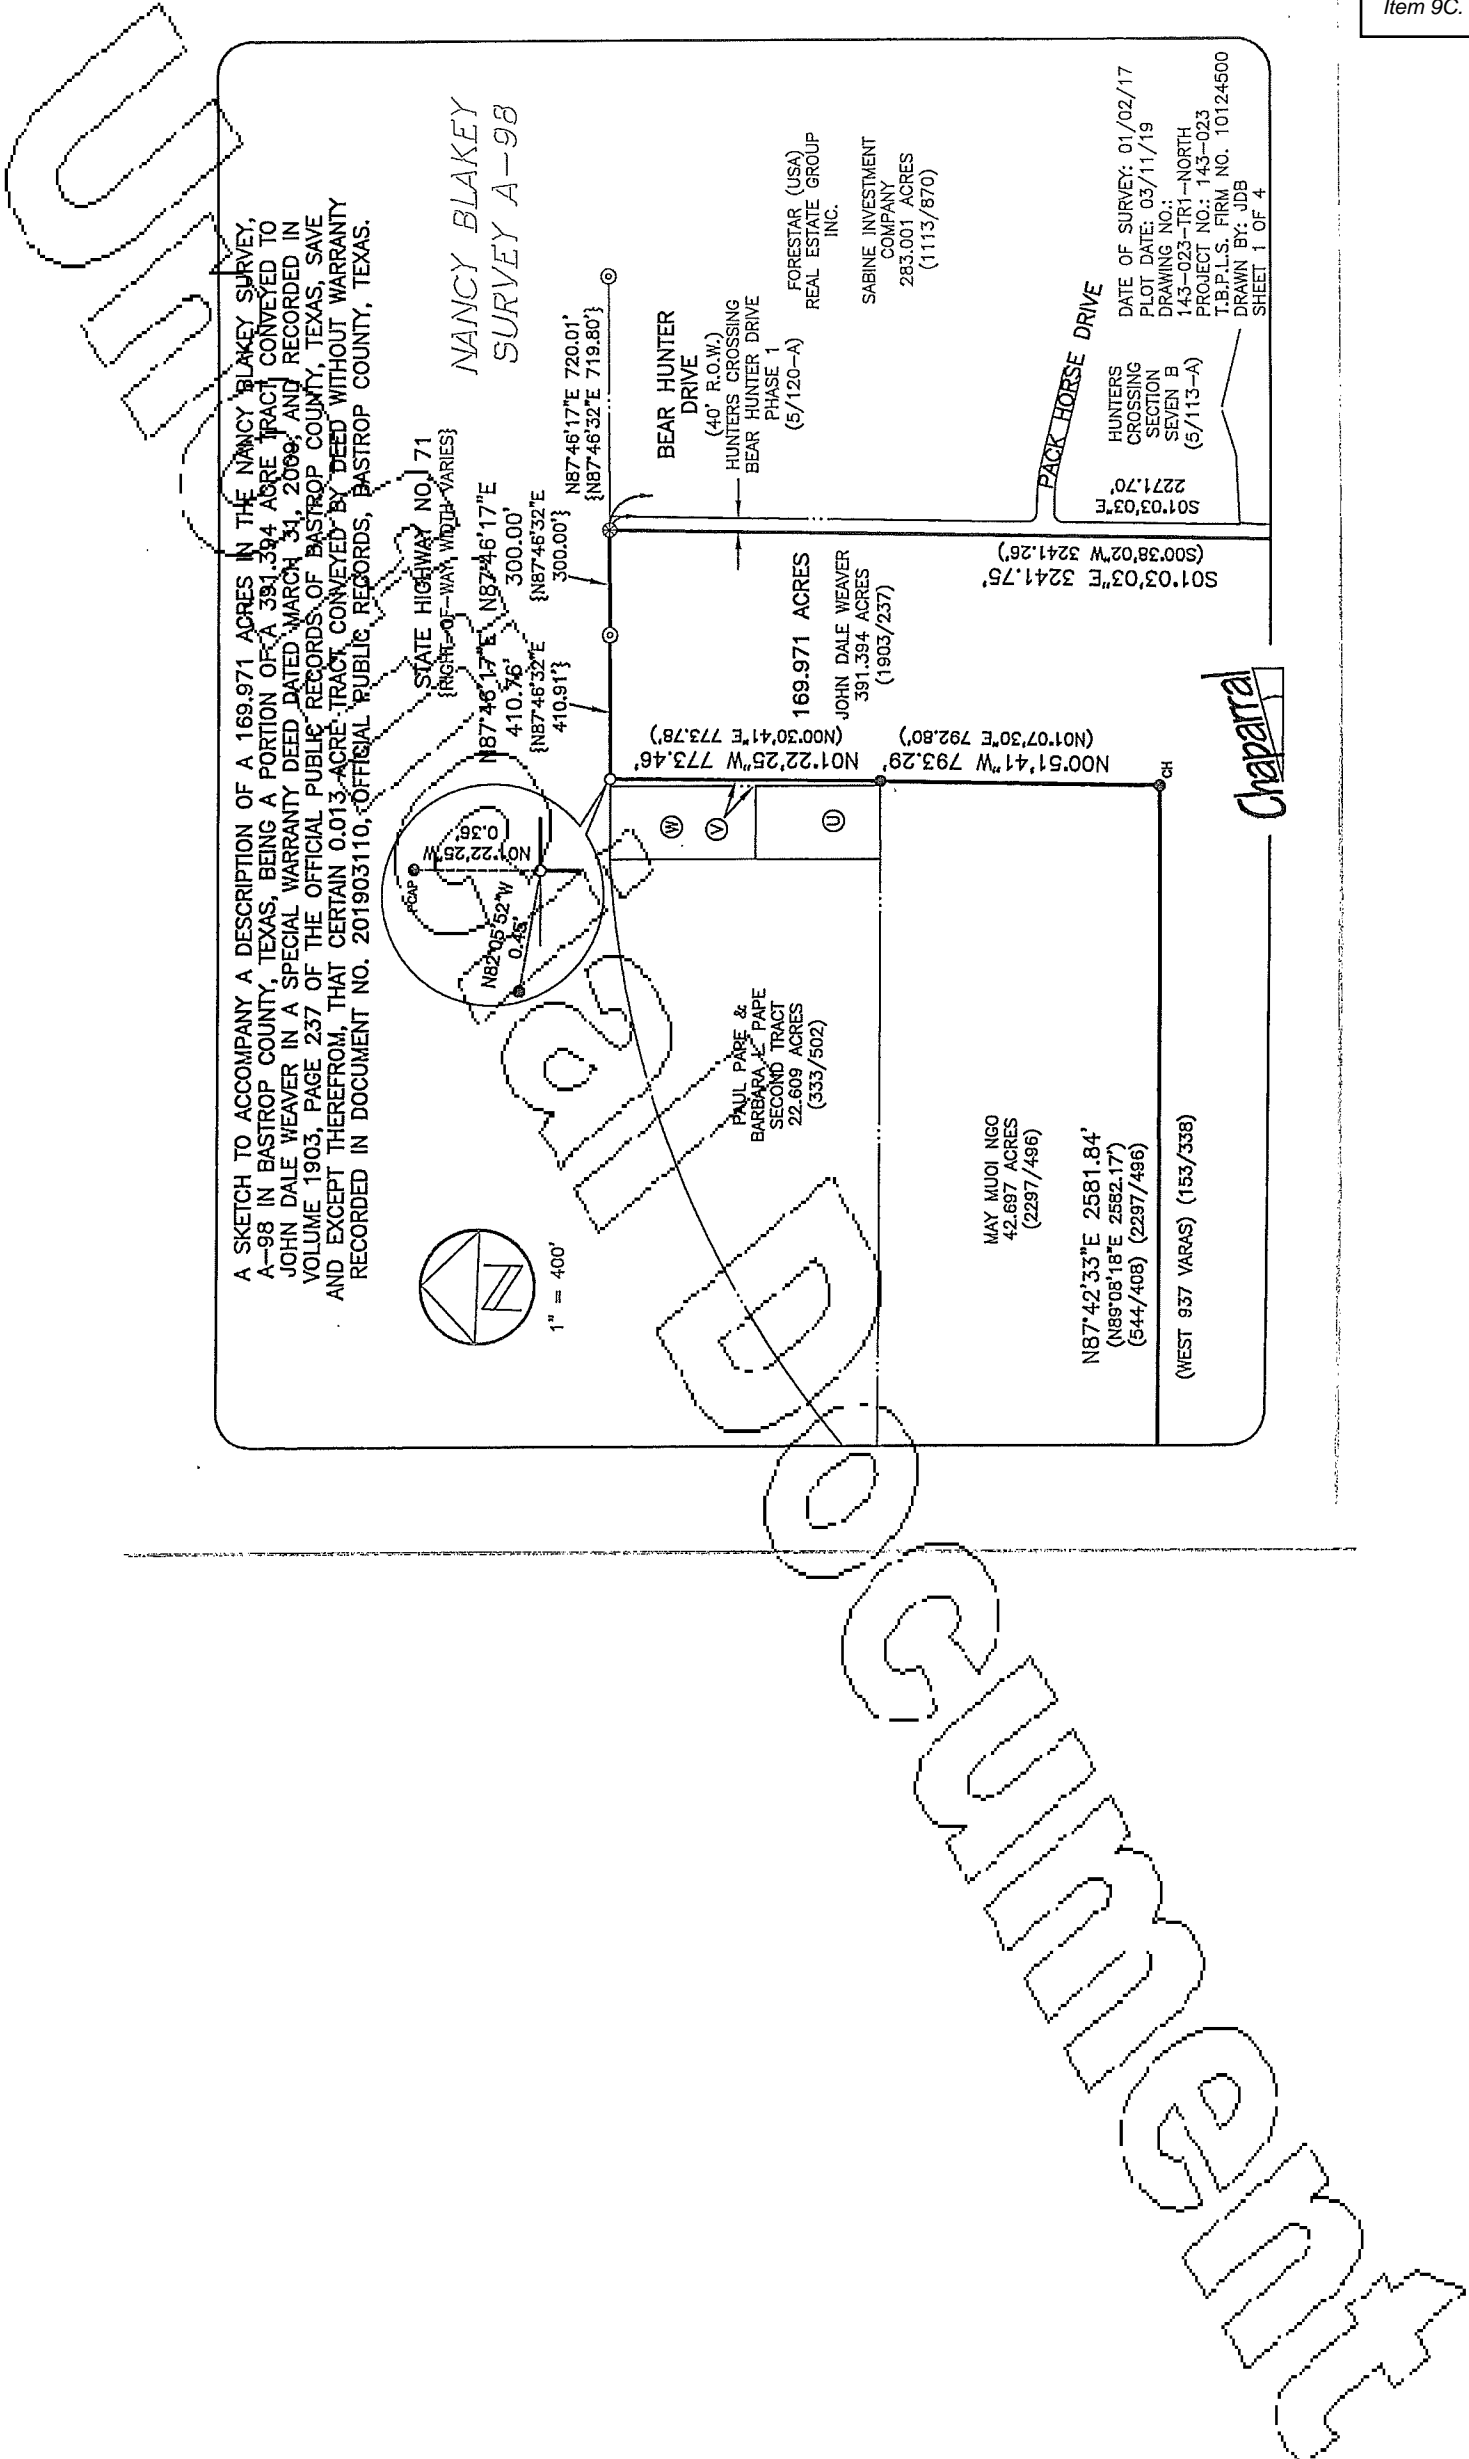 Item 9C.
A SKETCH TO ACCOMPANY A DESCRIPTION OF A 169.971 ACRES IN THE NANCY BLAKEY SURVEY,
A-98 IN BASTROP COUNTY, TEXAS, BEING A PORTION OF A 391.394 ACRE TRACT CONVEYED TO
JOHN DALE WEAVER IN A SPECIAL WARRANTY DEED DATED MARCH 31, 2009, AND RECORDED IN
VOLUME 1903, PAGE 237 OF THE OFFICIAL PUBLIC RECORDS OF BASTROP COUNTY, TEXAS, SAVE
AND EXCEPT THEREFROM, THAT CERTAIN 0.013 ACRE TRACT CONVEYED BY DEED WITHOUT WARRANTY
RECORDED IN DOCUMENT NO. 201903110, OFFICIAL PUBLIC RECORDS, BASTROP COUNTY, TEXAS.
N
1" = 400'
NANCY BLAKEY
SURVEY A-98
STATE HIGHWAY NO. 71
{RIGHT-OF-WAY WIDTH VARIES}
PCAP
N01°22'25"W
0.36'
N82°05'52"W
0.45'
N87°46'17"E
410.76'
{N87°46'32"E
410.91'}
N87°46'17"E
300.00'
{N87°46'32"E
300.00'}
N87°46'17"E 720.01'
{N87°46'32"E 719.80'}
BEAR HUNTER
DRIVE
(40' R.O.W.)
HUNTERS CROSSING
BEAR HUNTER DRIVE
PHASE 1
(5/120-A)
FORESTAR (USA)
REAL ESTATE GROUP
INC.
SABINE INVESTMENT
COMPANY
283.001 ACRES
(1113/870)
W
V
U
N01°22'25"W 773.46'
(N00°30'41"E 773.78')
169.971 ACRES
JOHN DALE WEAVER
391.394 ACRES
(1903/237)
N00°51'41"W 793.29'
(N01°07'30"E 792.80')
PAUL PAPE &
BARBARA L. PAPE
SECOND TRACT
22.609 ACRES
(333/502)
MAY MUOI NGO
42.697 ACRES
(2297/496)
N87°42'33"E 2581.84'
(N89°08'18"E 2582.17')
(544/408) (2297/496)
(WEST 937 VARAS) (153/338)
CH
S01°03'03"E 3241.75'
(S00°38'02"W 3241.26')
S01°03'03"E
2271.70'
PACK HORSE DRIVE
HUNTERS
CROSSING
SECTION
SEVEN B
(5/113-A)
DATE OF SURVEY: 01/02/17
PLOT DATE: 03/11/19
DRAWING NO.:
143-023-TR1-NORTH
PROJECT NO.: 143-023
T.B.P.L.S. FIRM NO. 10124500
DRAWN BY: JDB
SHEET 1 OF 4
Chaparral
Unofficial Document